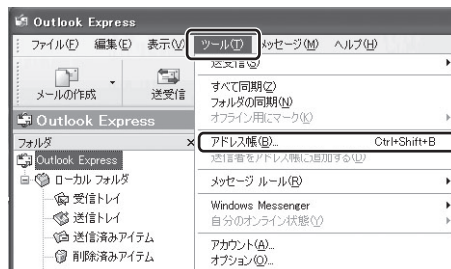 Outlook Express
ファイル(F) 編集(E) 表示(V) ツール(T) メッセージ(M) ヘルプ(H)
メールの作成 送受信
送受信(S)
すべて同期(Z)
フォルダの同期(N)
オフライン用にマーク(K)
Outlook Express
フォルダ ×
アドレス帳(B)... Ctrl+Shift+B
送信者をアドレス帳に追加する(D)
Outlook Express
ローカル フォルダ
受信トレイ
送信トレイ
送信済みアイテム
削除済みアイテム
メッセージ ルール(R)
Windows Messenger
自分のオンライン状態(Y)
アカウント(A)...
オプション(O)...